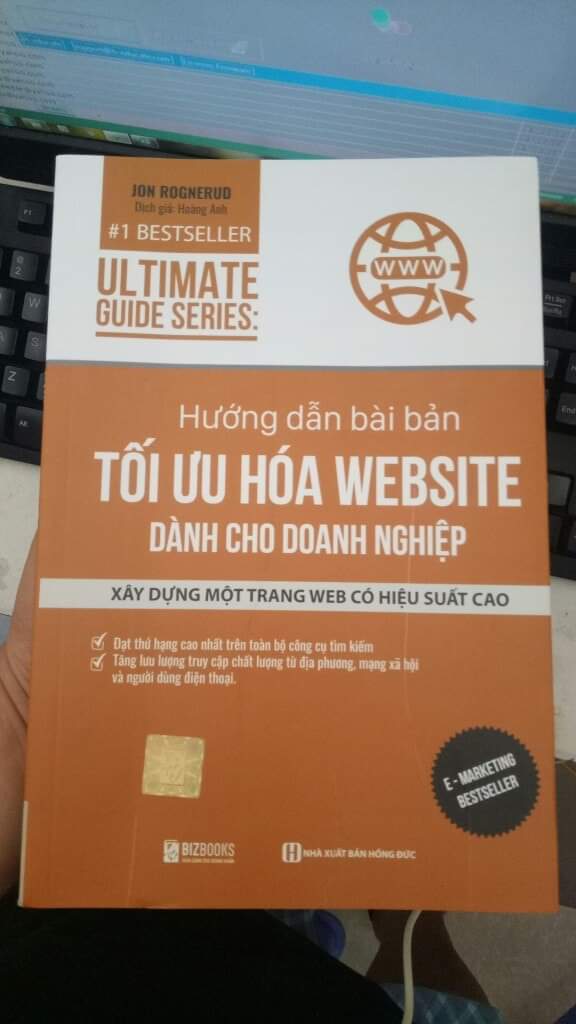 JON ROGNERUD
Dịch giả: Hoàng Anh
#1 BESTSELLER
ULTIMATE
GUIDE SERIES:
WWW
Hướng dẫn bài bản
TỐI ƯU HÓA WEBSITE
DÀNH CHO DOANH NGHIỆP
XÂY DỰNG MỘT TRANG WEB CÓ HIỆU SUẤT CAO
Đạt thứ hạng cao nhất trên toàn bộ công cụ tìm kiếm
Tăng lưu lượng truy cập chất lượng từ địa phương, mạng xã hội
và người dùng điện thoại.
E - MARKETING
BESTSELLER
BIZBOOKS
NHÀ XUẤT BẢN HỒNG ĐỨC